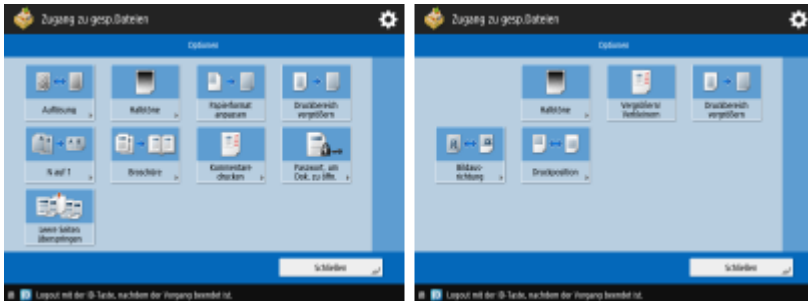 Zugang zu gesp.Dateien
Optionen
Auflösung
Halbtöne
Papierformat
anpassen
Druckbereich
vergrößern
N auf 1
Broschüre
Kommentare
drucken
Passwort, um
Dok. zu öffn.
Leere Seiten
überspringen
Schließen
Logout mit der ID-Taste, nachdem der Vorgang beendet ist.
Zugang zu gesp.Dateien
Optionen
Halbtöne
Vergrößern/
Verkleinern
Druckbereich
vergrößern
Bildaus-
richtung
Druckposition
Schließen
Logout mit der ID-Taste, nachdem der Vorgang beendet ist.